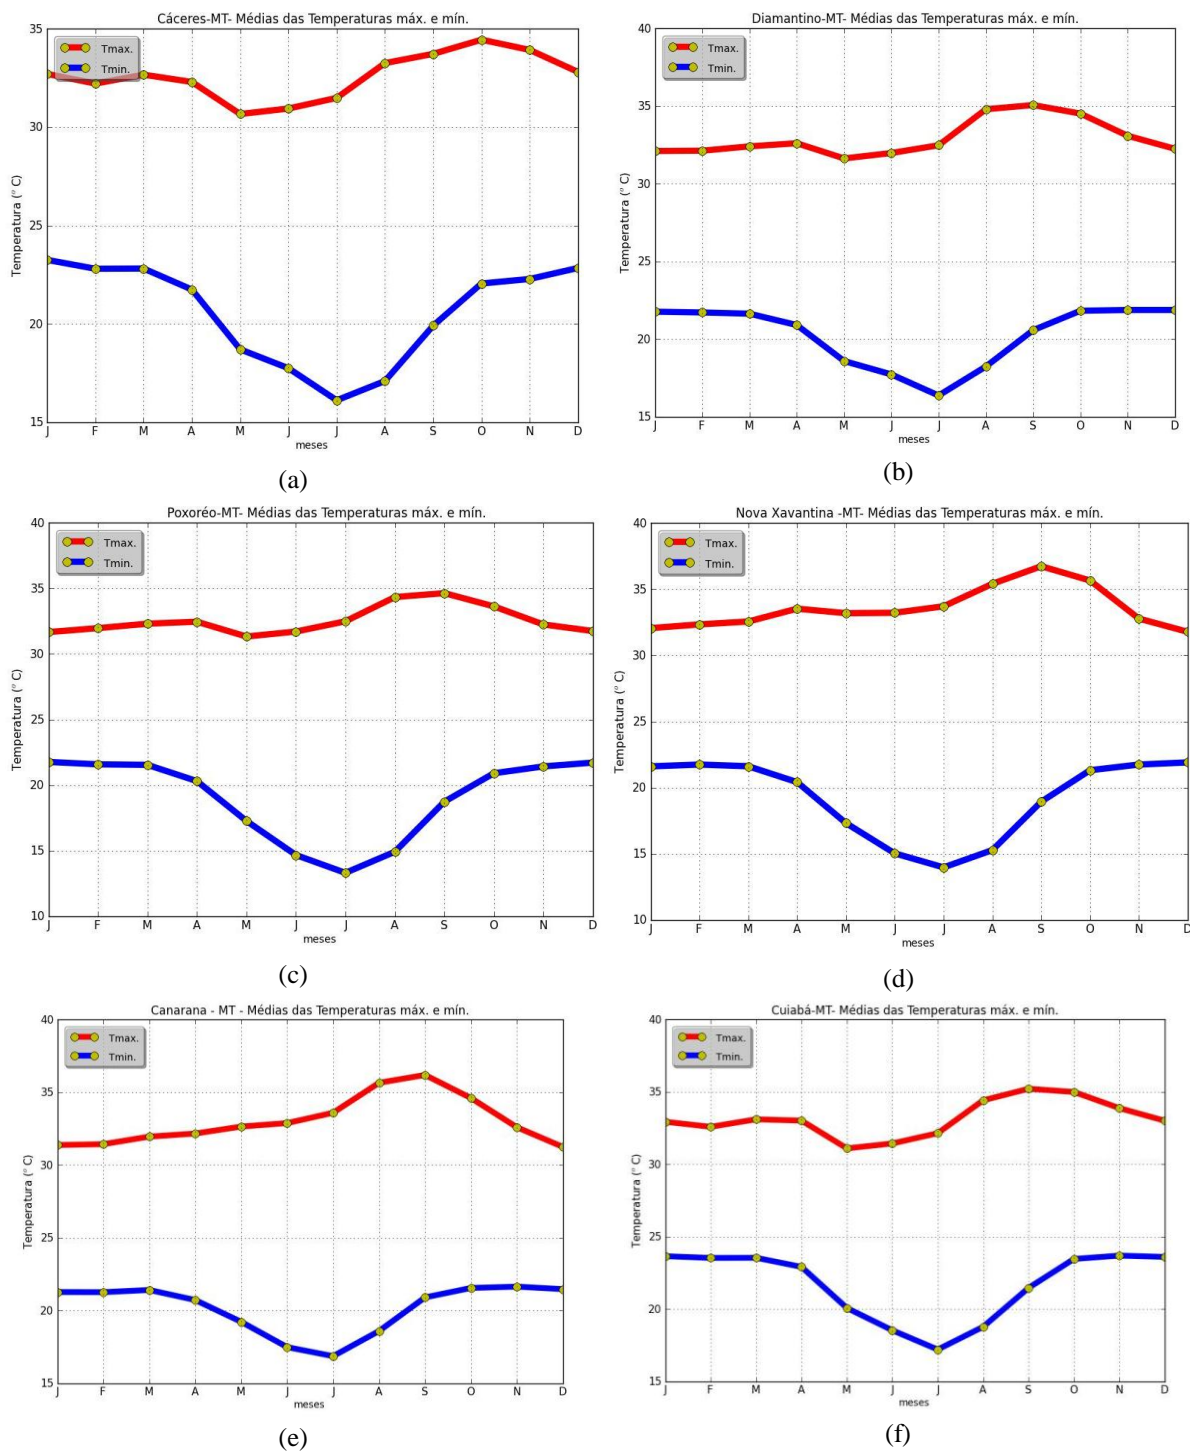 Cáceres-MT- Médias das Temperaturas máx. e mín.
Tmax.
Tmin.
Temperatura (° C)
35
30
25
20
15
J F M A M J J A S O N D
meses
(a)
Diamantino-MT- Médias das Temperaturas máx. e mín.
Tmax.
Tmin.
Temperatura (° C)
40
35
30
25
20
15
J F M A M J J A S O N D
meses
(b)
Poxoréo-MT- Médias das Temperaturas máx. e mín.
Tmax.
Tmin.
Temperatura (° C)
40
35
30
25
20
15
10
J F M A M J J A S O N D
meses
(c)
Nova Xavantina -MT- Médias das Temperaturas máx. e mín.
Tmax.
Tmin.
Temperatura (° C)
40
35
30
25
20
15
10
J F M A M J J A S O N D
meses
(d)
Canarana - MT - Médias das Temperaturas máx. e mín.
Tmax.
Tmin.
Temperatura (° C)
40
35
30
25
20
15
J F M A M J J A S O N D
meses
(e)
Cuiabá-MT- Médias das Temperaturas máx. e mín.
Tmax.
Tmin.
Temperatura (° C)
40
35
30
25
20
15
J F M A M J J A S O N D
meses
(f)